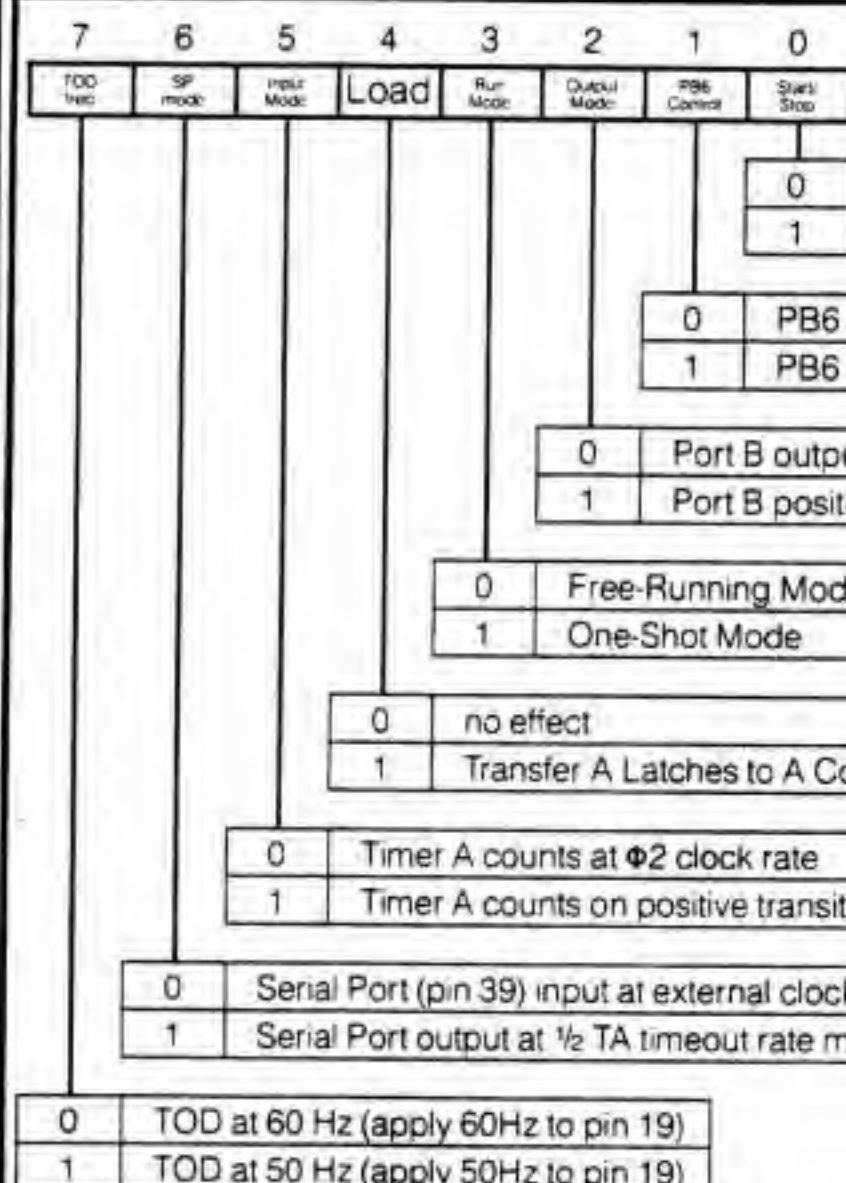 7 6 5 4 3 2 1 0
TOD SP mode Input Mode Load Run Mode Output Mode PB6 Control Start/ Stop
0
1
0 PB6
1 PB6
0 Port B outpu
1 Port B posit
0 Free-Running Mod
1 One-Shot Mode
0 no effect
1 Transfer A Latches to A Co
0 Timer A counts at Φ2 clock rate
1 Timer A counts on positive transit
0 Serial Port (pin 39) input at external clock
1 Serial Port output at ½ TA timeout rate m
0 TOD at 60 Hz (apply 60Hz to pin 19)
1 TOD at 50 Hz (apply 50Hz to pin 19)